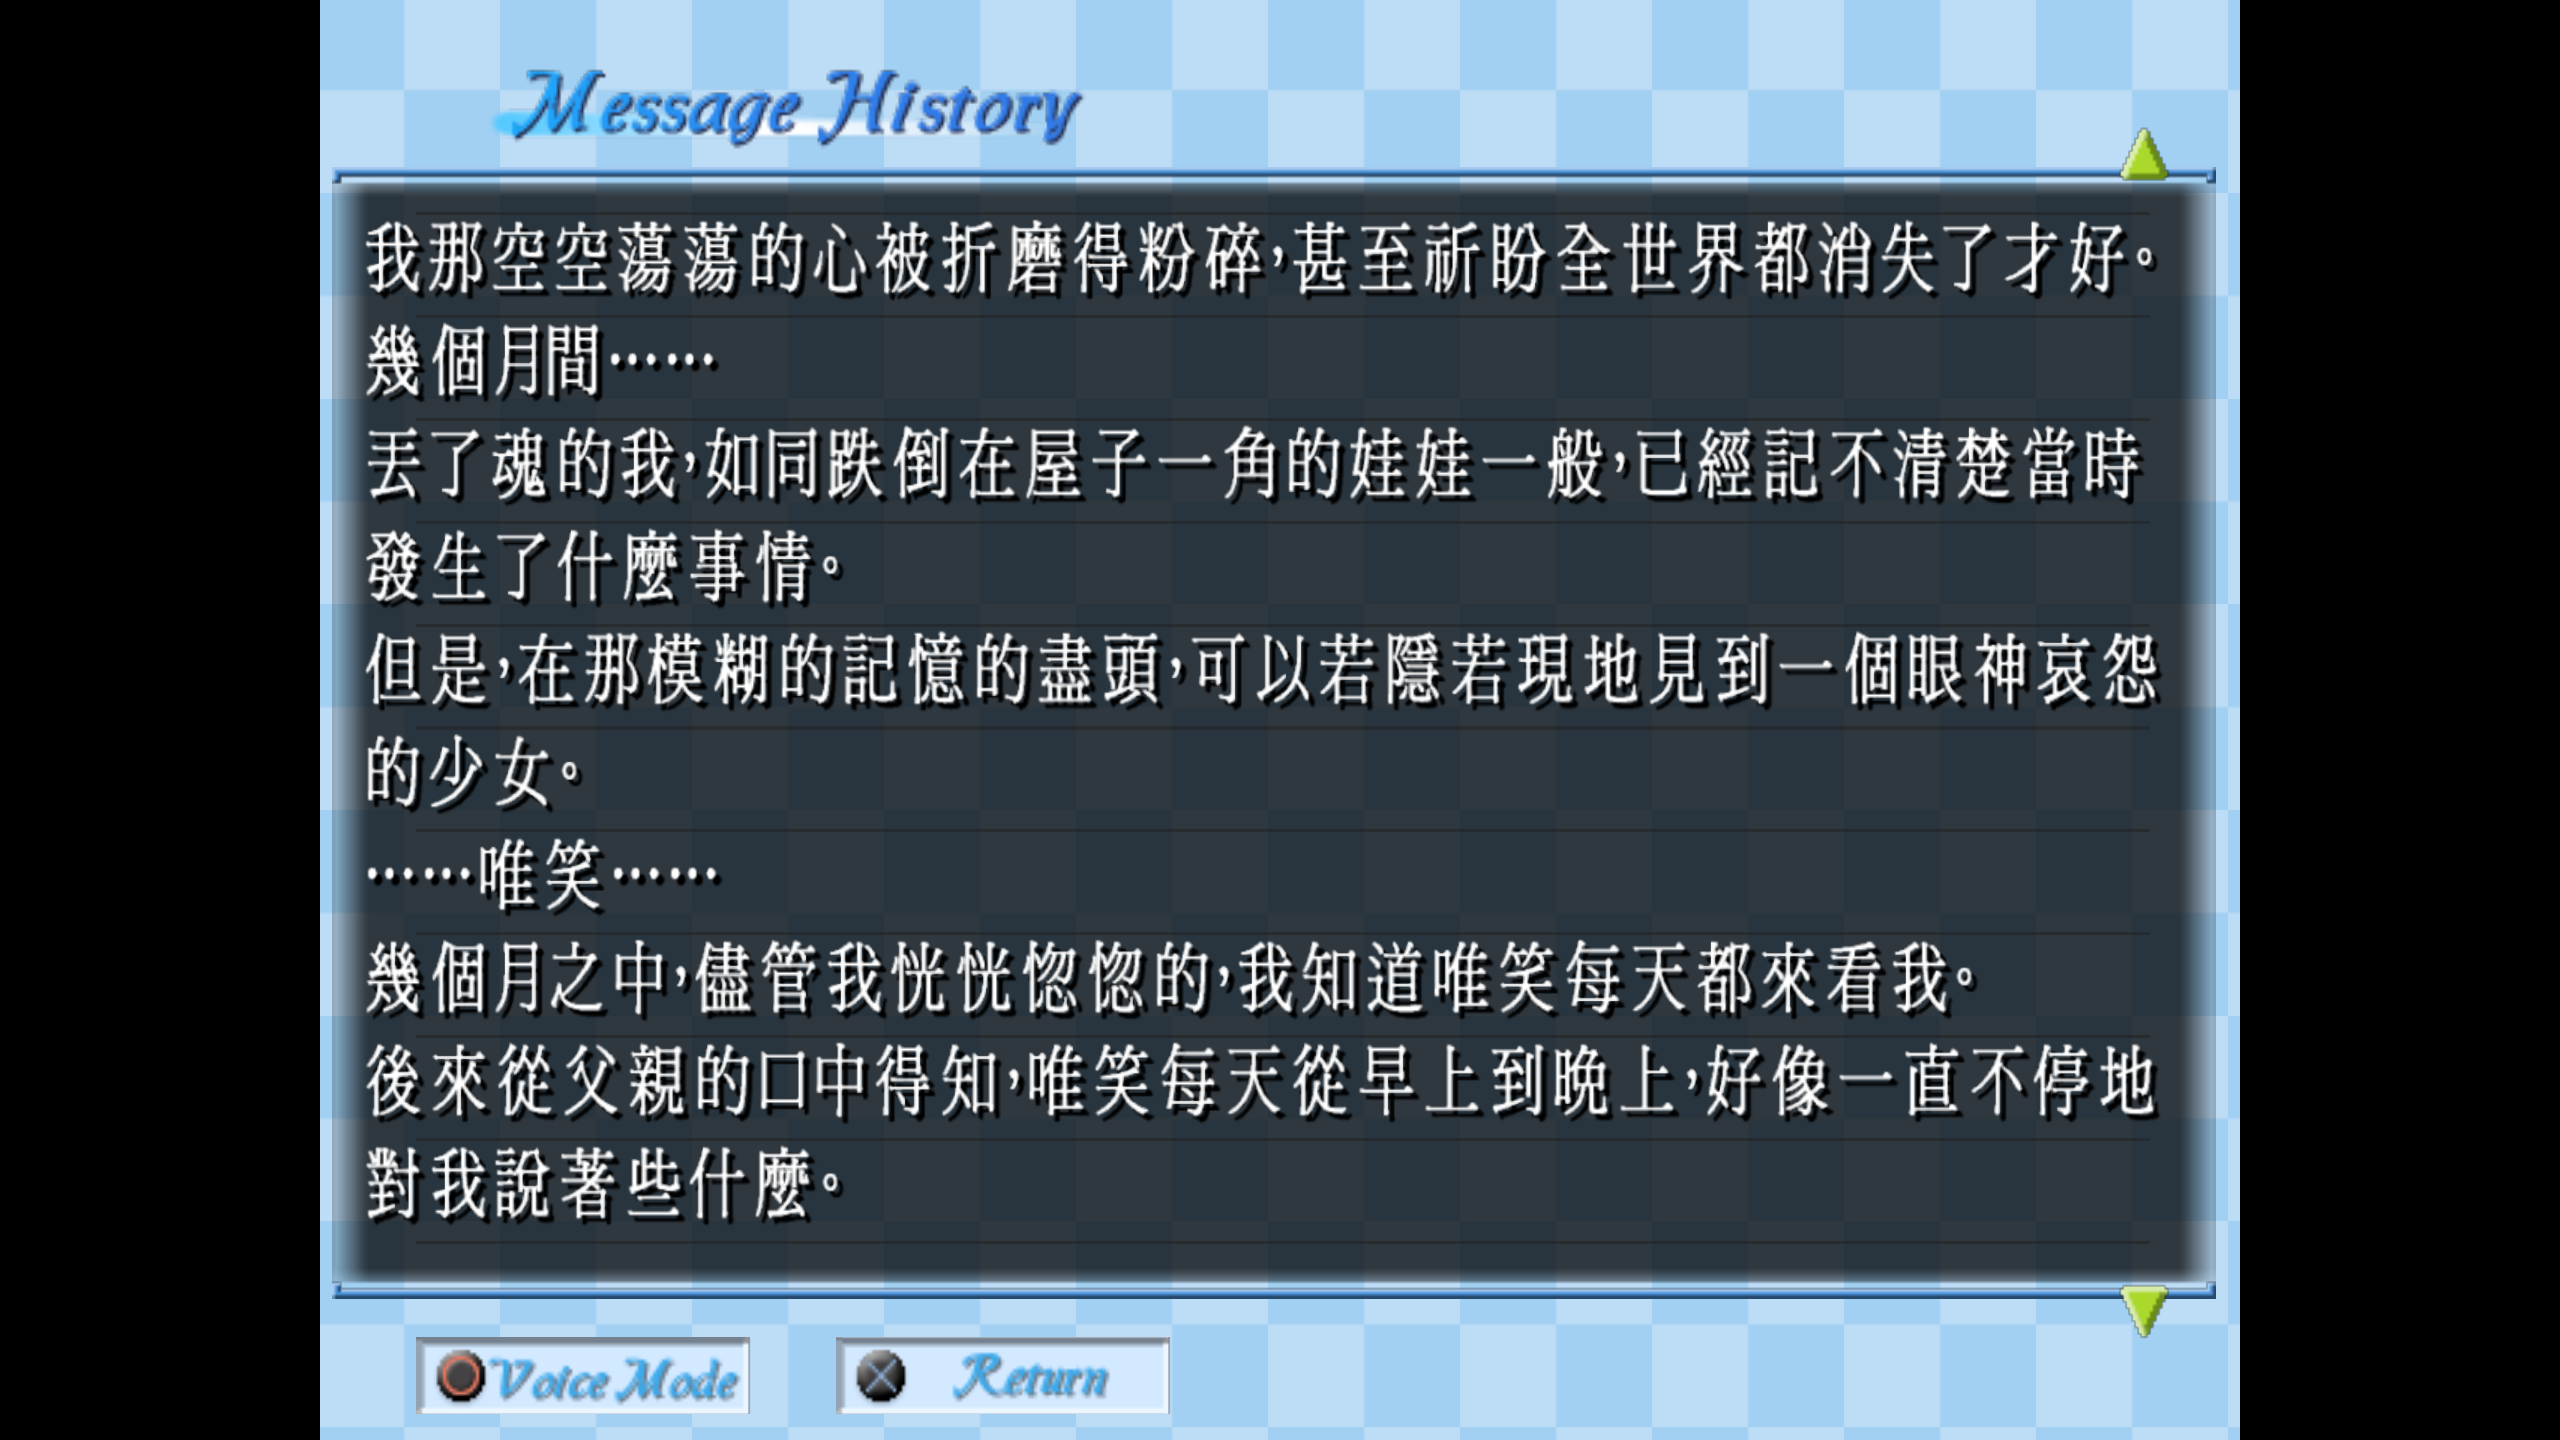 Message History
我那空空蕩蕩的心被折磨得粉碎,甚至祈盼全世界都消失了才好。
幾個月間……
丟了魂的我,如同跌倒在屋子一角的娃娃一般,已經記不清楚當時
發生了什麼事情。
但是,在那模糊的記憶的盡頭,可以若隱若現地見到一個眼神哀怨
的少女。
……唯笑……
幾個月之中,儘管我恍恍惚惚的,我知道唯笑每天都來看我。
後來從父親的口中得知,唯笑每天從早上到晚上,好像一直不停地
對我說著些什麼。
Voice Mode
Return